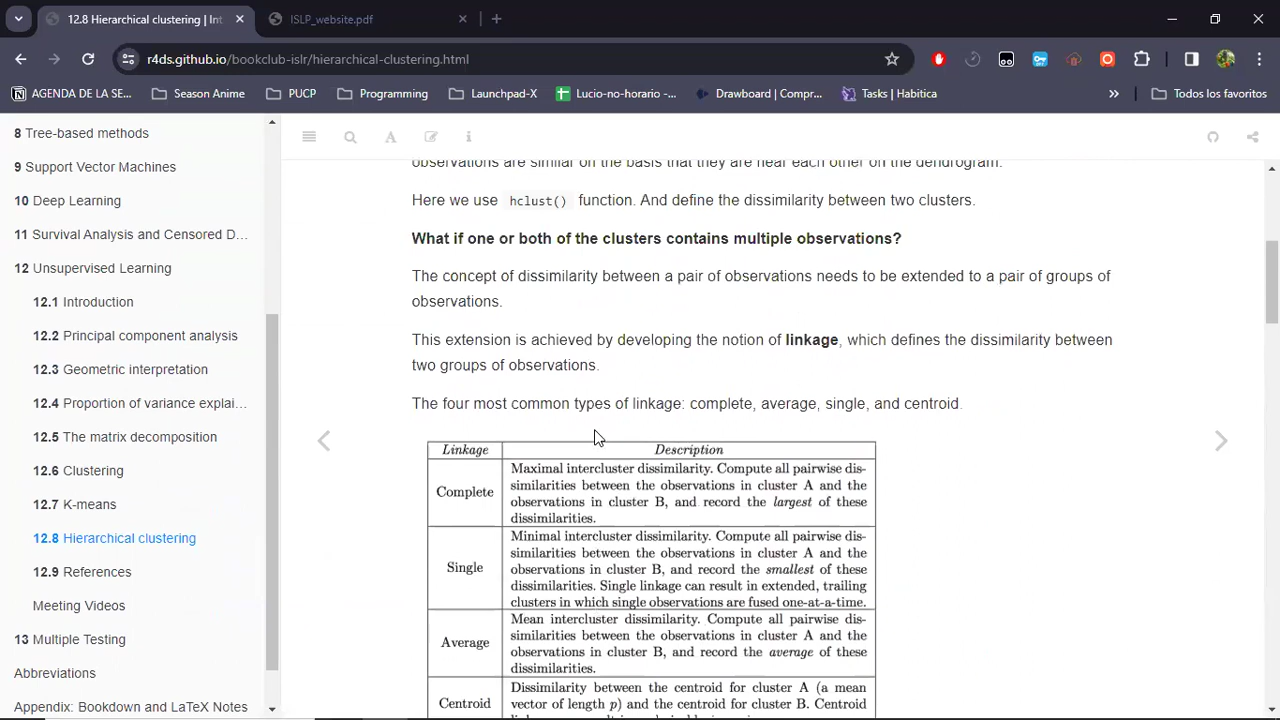 12.8 Hierarchical clustering | Int
ISLP_website.pdf
r4ds.github.io/bookclub-islr/hierarchical-clustering.html
AGENDA DE LA SE...
Season Anime
PUCP
Programming
Launchpad-X
Lucio-no-horario -...
Drawboard | Compr...
Tasks | Habitica
»
Todos los favoritos
8 Tree-based methods
9 Support Vector Machines
10 Deep Learning
11 Survival Analysis and Censored D...
12 Unsupervised Learning
12.1 Introduction
12.2 Principal component analysis
12.3 Geometric interpretation
12.4 Proportion of variance explai...
12.5 The matrix decomposition
12.6 Clustering
12.7 K-means
12.8 Hierarchical clustering
12.9 References
Meeting Videos
13 Multiple Testing
Abbreviations
Appendix: Bookdown and LaTeX Notes
observations are similar on the basis that they are near each other on the dendrogram.
Here we use hclust() function. And define the dissimilarity between two clusters.
What if one or both of the clusters contains multiple observations?
The concept of dissimilarity between a pair of observations needs to be extended to a pair of groups of
observations.
This extension is achieved by developing the notion of linkage, which defines the dissimilarity between
two groups of observations.
The four most common types of linkage: complete, average, single, and centroid.
Linkage
Description
Complete
Maximal intercluster dissimilarity. Compute all pairwise dis-
similarities between the observations in cluster A and the
observations in cluster B, and record the largest of these
dissimilarities.
Single
Minimal intercluster dissimilarity. Compute all pairwise dis-
similarities between the observations in cluster A and the
observations in cluster B, and record the smallest of these
dissimilarities. Single linkage can result in extended, trailing
clusters in which single observations are fused one-at-a-time.
Average
Mean intercluster dissimilarity. Compute all pairwise dis-
similarities between the observations in cluster A and the
observations in cluster B, and record the average of these
dissimilarities.
Centroid
Dissimilarity between the centroid for cluster A (a mean
vector of length p) and the centroid for cluster B. Centroid